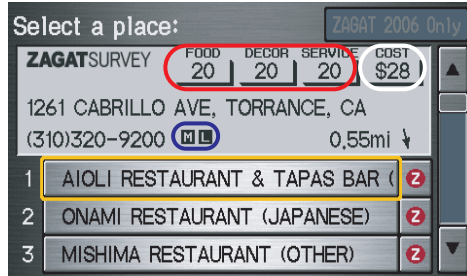 Select a place:
ZAGAT 2006 Only
ZAGATSURVEY
FOOD DECOR SERVICE COST
20 20 20 $28
1261 CABRILLO AVE, TORRANCE, CA
(310)320-9200 M L 0.55mi
1 AIOLI RESTAURANT & TAPAS BAR ( Z
2 ONAMI RESTAURANT (JAPANESE) Z
3 MISHIMA RESTAURANT (OTHER) Z